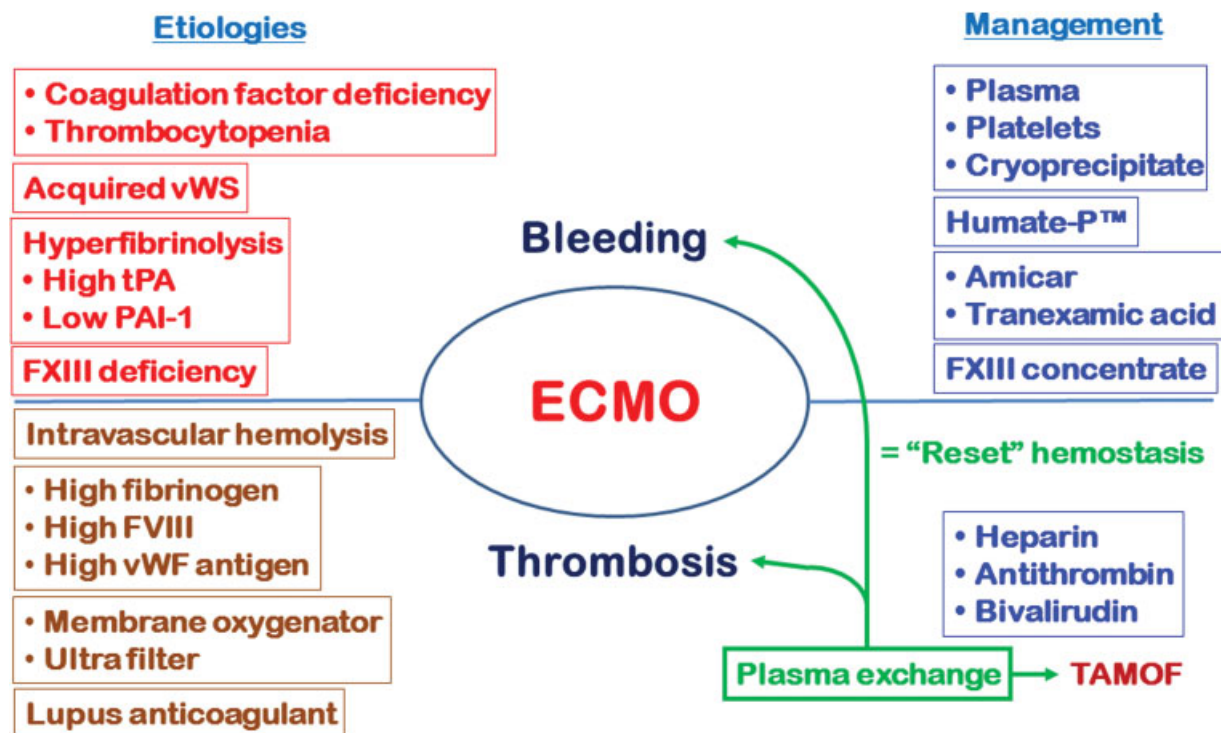 Etiologies
• Coagulation factor deficiency
• Thrombocytopenia
Acquired vWS
Hyperfibrinolysis
• High tPA
• Low PAI-1
FXIII deficiency
Intravascular hemolysis
• High fibrinogen
• High FVIII
• High vWF antigen
• Membrane oxygenator
• Ultra filter
Lupus anticoagulant
Bleeding
ECMO
Thrombosis
Management
• Plasma
• Platelets
• Cryoprecipitate
Humate-P™
• Amicar
• Tranexamic acid
FXIII concentrate
= “Reset” hemostasis
• Heparin
• Antithrombin
• Bivalirudin
Plasma exchange
TAMOF